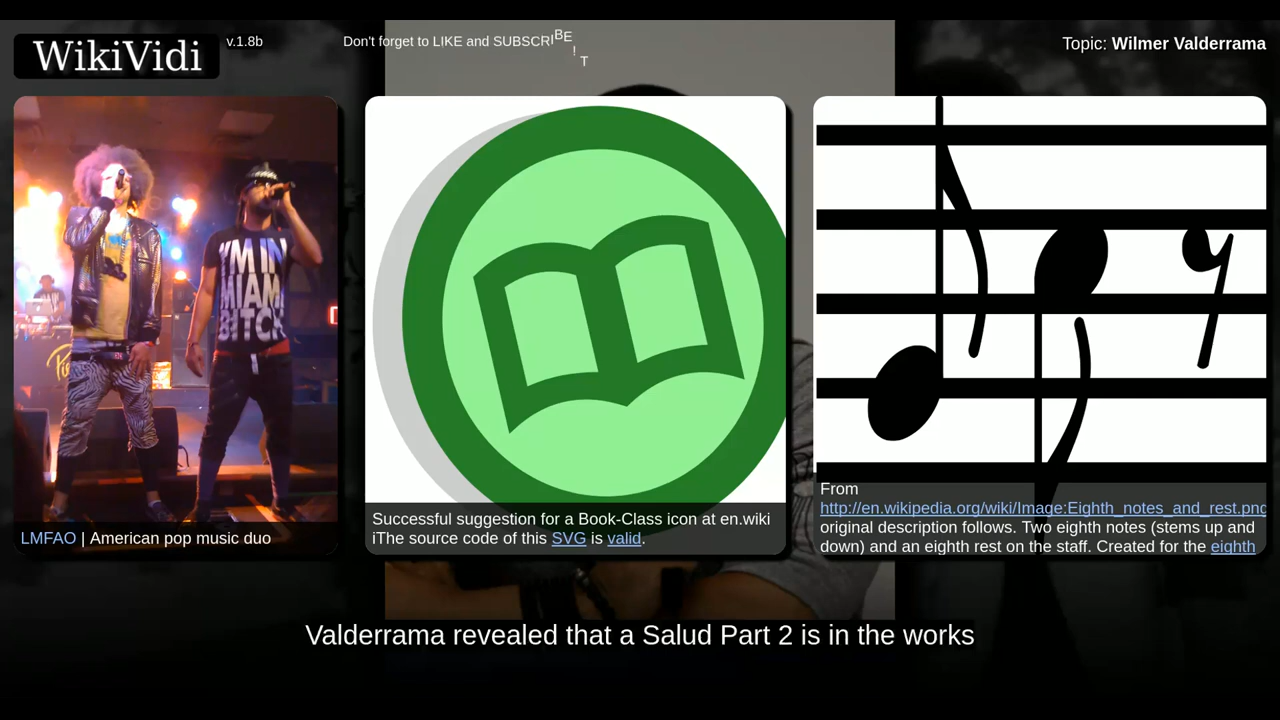 WikiVidi
v.1.8b
Don't forget to LIKE and SUBSCRIBE!
T
Topic: Wilmer Valderrama
I'M IN
MIAMI
BITCH
LMFAO | American pop music duo
Successful suggestion for a Book-Class icon at en.wiki
iThe source code of this SVG is valid.
From
http://en.wikipedia.org/wiki/Image:Eighth_notes_and_rest.png
original description follows. Two eighth notes (stems up and
down) and an eighth rest on the staff. Created for the eighth
Valderrama revealed that a Salud Part 2 is in the works